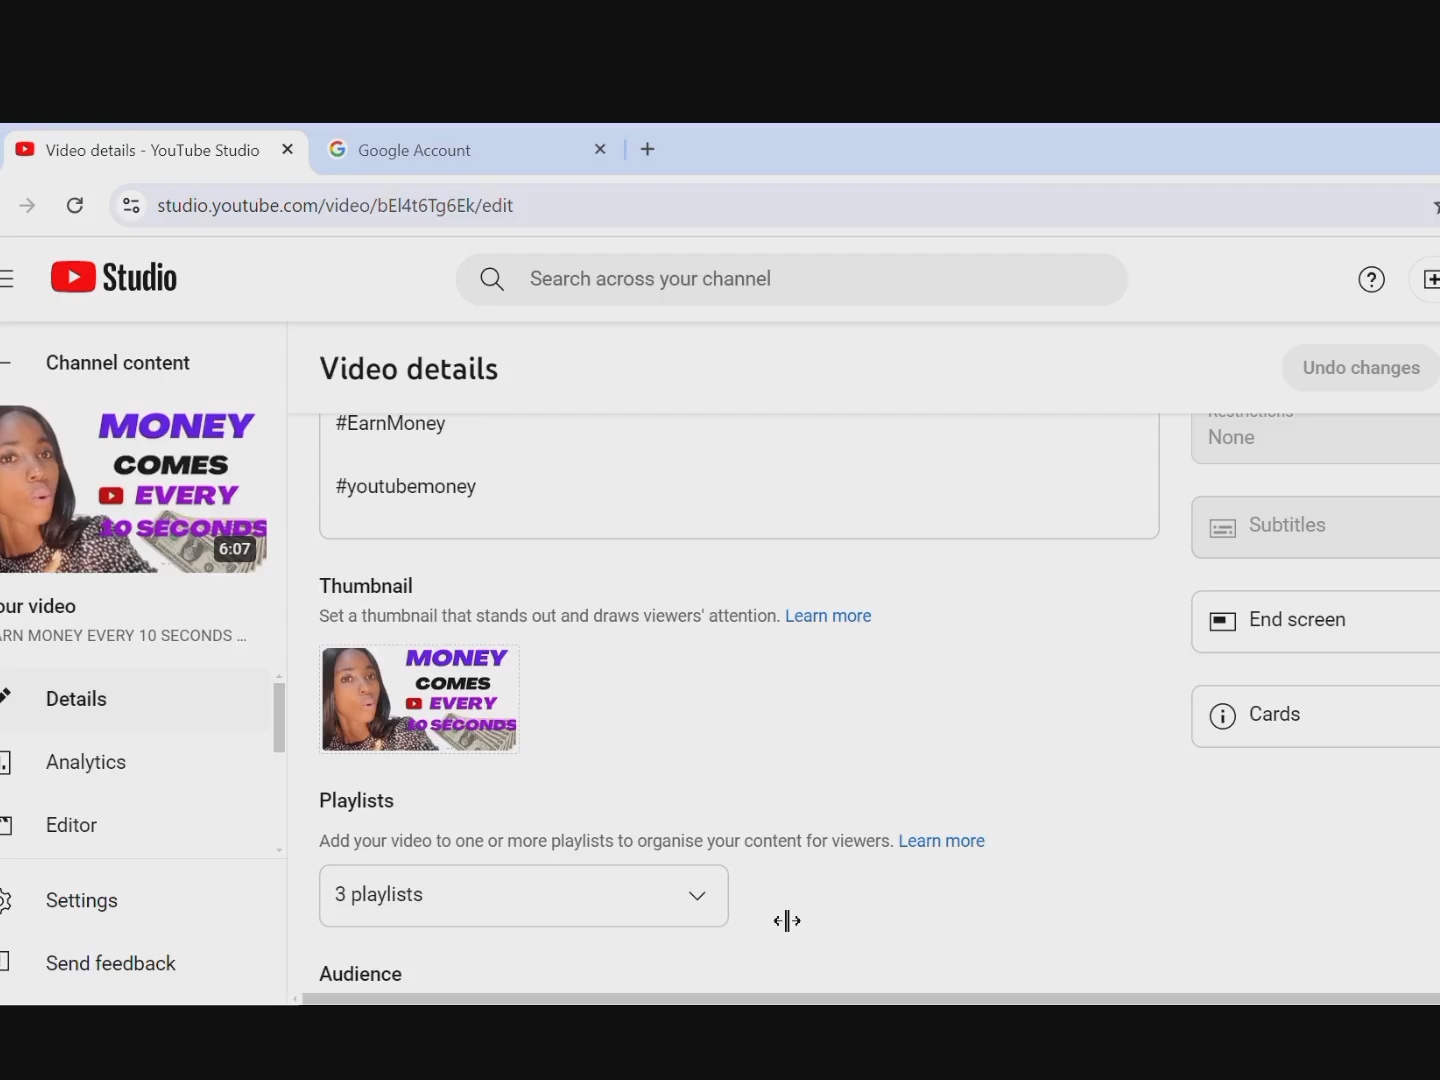 Video details - YouTube Studio
Google Account
studio.youtube.com/video/bEl4t6Tg6Ek/edit
Studio
Search across your channel
Channel content
Video details
Undo changes
MONEY
COMES
EVERY
10 SECONDS
6:07
#EarnMoney
#youtubemoney
Restrictions
None
Subtitles
End screen
Cards
our video
ARN MONEY EVERY 10 SECONDS ...
Thumbnail
Set a thumbnail that stands out and draws viewers' attention. Learn more
MONEY
COMES
EVERY
10 SECONDS
Details
Analytics
Editor
Settings
Send feedback
Playlists
Add your video to one or more playlists to organise your content for viewers. Learn more
3 playlists
Audience